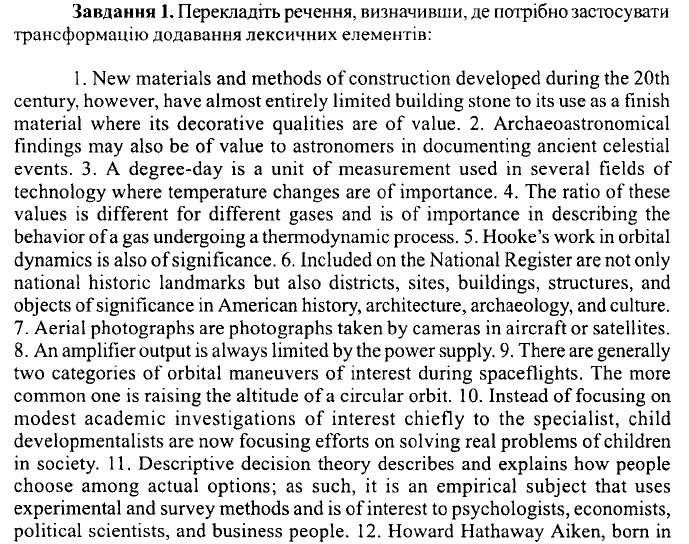 Завдання 1. Перекладіть речення, визначивши, де потрібно застосувати
трансформацію додавання лексичних елементів:
1. New materials and methods of construction developed during the 20th
century, however, have almost entirely limited building stone to its use as a finish
material where its decorative qualities are of value. 2. Archaeoastronomical
findings may also be of value to astronomers in documenting ancient celestial
events. 3. A degree-day is a unit of measurement used in several fields of
technology where temperature changes are of importance. 4. The ratio of these
values is different for different gases and is of importance in describing the
behavior of a gas undergoing a thermodynamic process. 5. Hooke's work in orbital
dynamics is also of significance. 6. Included on the National Register are not only
national historic landmarks but also districts, sites, buildings, structures, and
objects of significance in American history, architecture, archaeology, and culture.
7. Aerial photographs are photographs taken by cameras in aircraft or satellites.
8. An amplifier output is always limited by the power supply. 9. There are generally
two categories of orbital maneuvers of interest during spaceflights. The more
common one is raising the altitude of a circular orbit. 10. Instead of focusing on
modest academic investigations of interest chiefly to the specialist, child
developmentalists are now focusing efforts on solving real problems of children
in society. 11. Descriptive decision theory describes and explains how people
choose among actual options; as such, it is an empirical subject that uses
experimental and survey methods and is of interest to psychologists, economists,
political scientists, and business people. 12. Howard Hathaway Aiken, born in